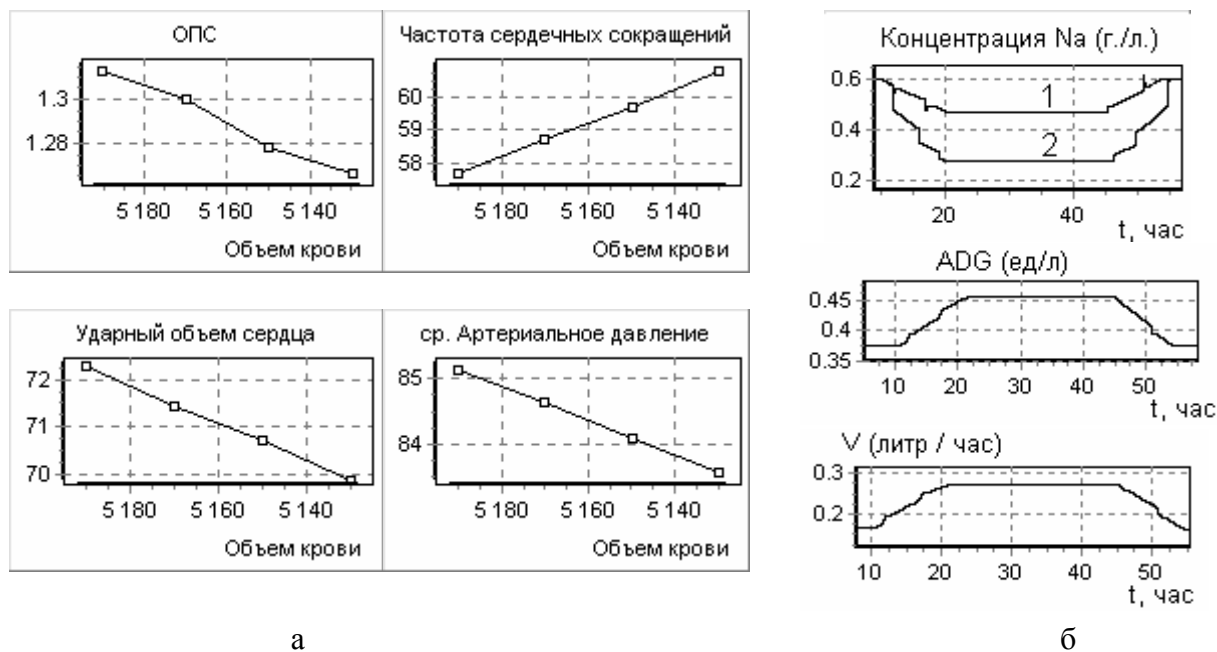 ОПС
1.3
1.28
5 180 5 160 5 140
Объем крови
Частота сердечных сокращений
60
59
58
5 180 5 160 5 140
Объем крови
Ударный объем сердца
72
71
70
5 180 5 160 5 140
Объем крови
ср. Артериальное давление
85
84
5 180 5 160 5 140
Объем крови
а
Концентрация Na (г./л.)
0.6
0.4
0.2
1
2
20 40
t, час
ADG (ед/л)
0.45
0.4
0.35
10 20 30 40 50
t, час
V (литр / час)
0.3
0.2
10 20 30 40 50
t, час
б